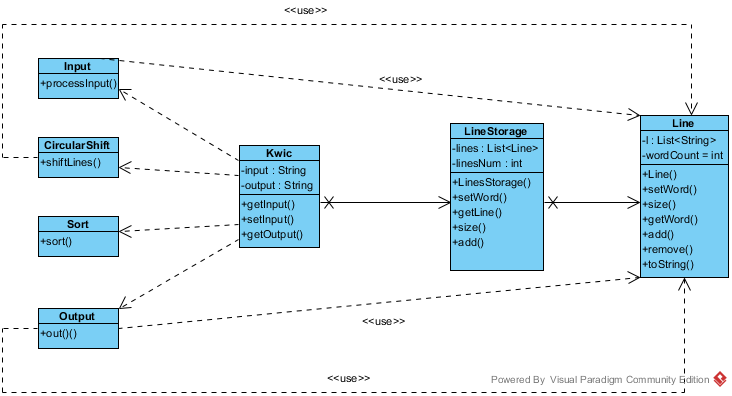 <<use>>
Input
+processInput()
<<use>>
CircularShift
+shiftLines()
Sort
+sort()
Output
+out()()
Kwic
-input : String
-output : String
+getInput()
+setInput()
+getOutput()
LineStorage
-lines : List<Line>
-linesNum : int
+LinesStorage()
+setWord()
+getLine()
+size()
+add()
Line
-l : List<String>
-wordCount = int
+Line()
+setWord()
+size()
+getWord()
+add()
+remove()
+toString()
<<use>>
<<use>>
Powered By Visual Paradigm Community Edition